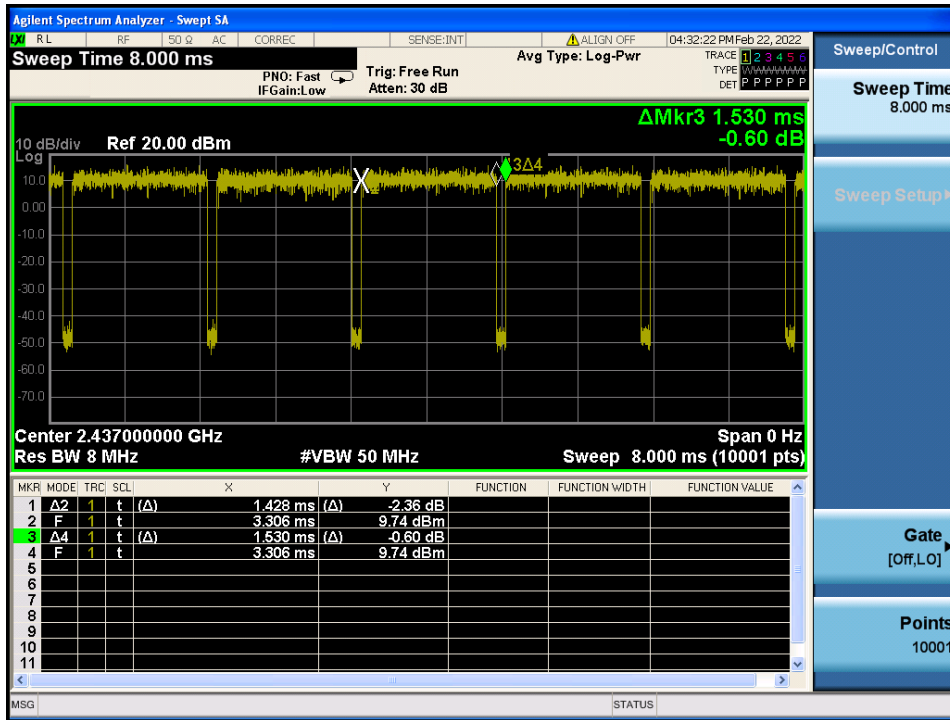 Agilent Spectrum Analyzer - Swept SA
LXI RL RF 50 Ω AC CORREC SENSE:INT ALIGN OFF 04:32:22 PM Feb 22, 2022
Sweep Time 8.000 ms
PNO: Fast
IFGain:Low
Trig: Free Run
Atten: 30 dB
Avg Type: Log-Pwr
TRACE 1 2 3 4 5 6
TYPE
DET P P P P P P
ΔMkr3 1.530 ms
-0.60 dB
10 dB/div Ref 20.00 dBm
Log
3Δ4
10.0
0.00
-10.0
-20.0
-30.0
-40.0
-50.0
-60.0
-70.0
Center 2.437000000 GHz Span 0 Hz
Res BW 8 MHz #VBW 50 MHz Sweep 8.000 ms (10001 pts)
MKR MODE TRC SCL X Y FUNCTION FUNCTION WIDTH FUNCTION VALUE
1 Δ2 1 t (Δ) 1.428 ms (Δ) -2.36 dB
2 F 1 t 3.306 ms 9.74 dBm
3 Δ4 1 t (Δ) 1.530 ms (Δ) -0.60 dB
4 F 1 t 3.306 ms 9.74 dBm
5
6
7
8
9
10
11
MSG STATUS
Sweep/Control
Sweep Time
8.000 ms
Sweep Setup
Gate
[Off,LO]
Points
10001